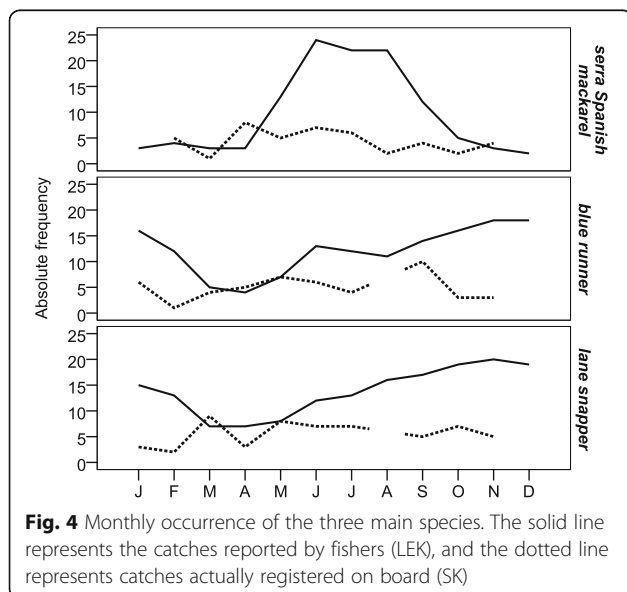 25
20
15
10
5
0
serra Spanish
mackarel
25
20
15
10
5
0
blue runner
25
20
15
10
5
0
lane snapper
Absolute frequency
J F M A M J J A S O N D
Fig. 4 Monthly occurrence of the three main species. The solid line
represents the catches reported by fishers (LEK), and the dotted line
represents catches actually registered on board (SK)